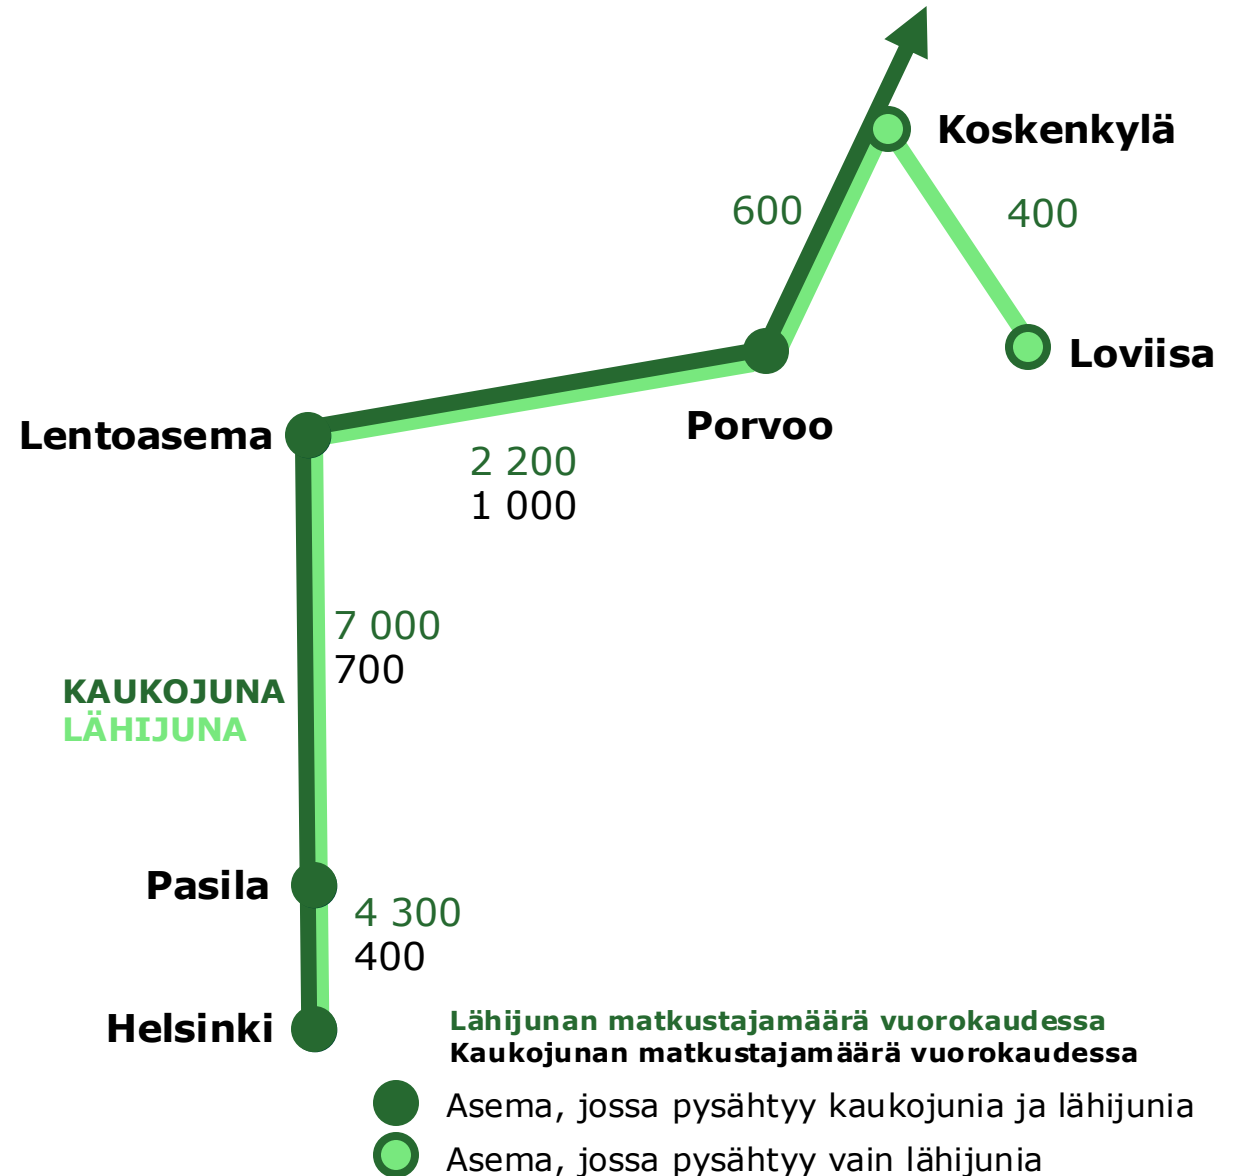 Koskenkylä
600
400
Loviisa
Lentoasema
Porvoo
2 200
1 000
7 000
700
KAUKOJUNA
LÄHIJUNA
Pasila
4 300
400
Helsinki
Lähijunan matkustajamäärä vuorokaudessa
Kaukojunan matkustajamäärä vuorokaudessa
Asema, jossa pysähtyy kaukojunia ja lähijunia
Asema, jossa pysähtyy vain lähijunia